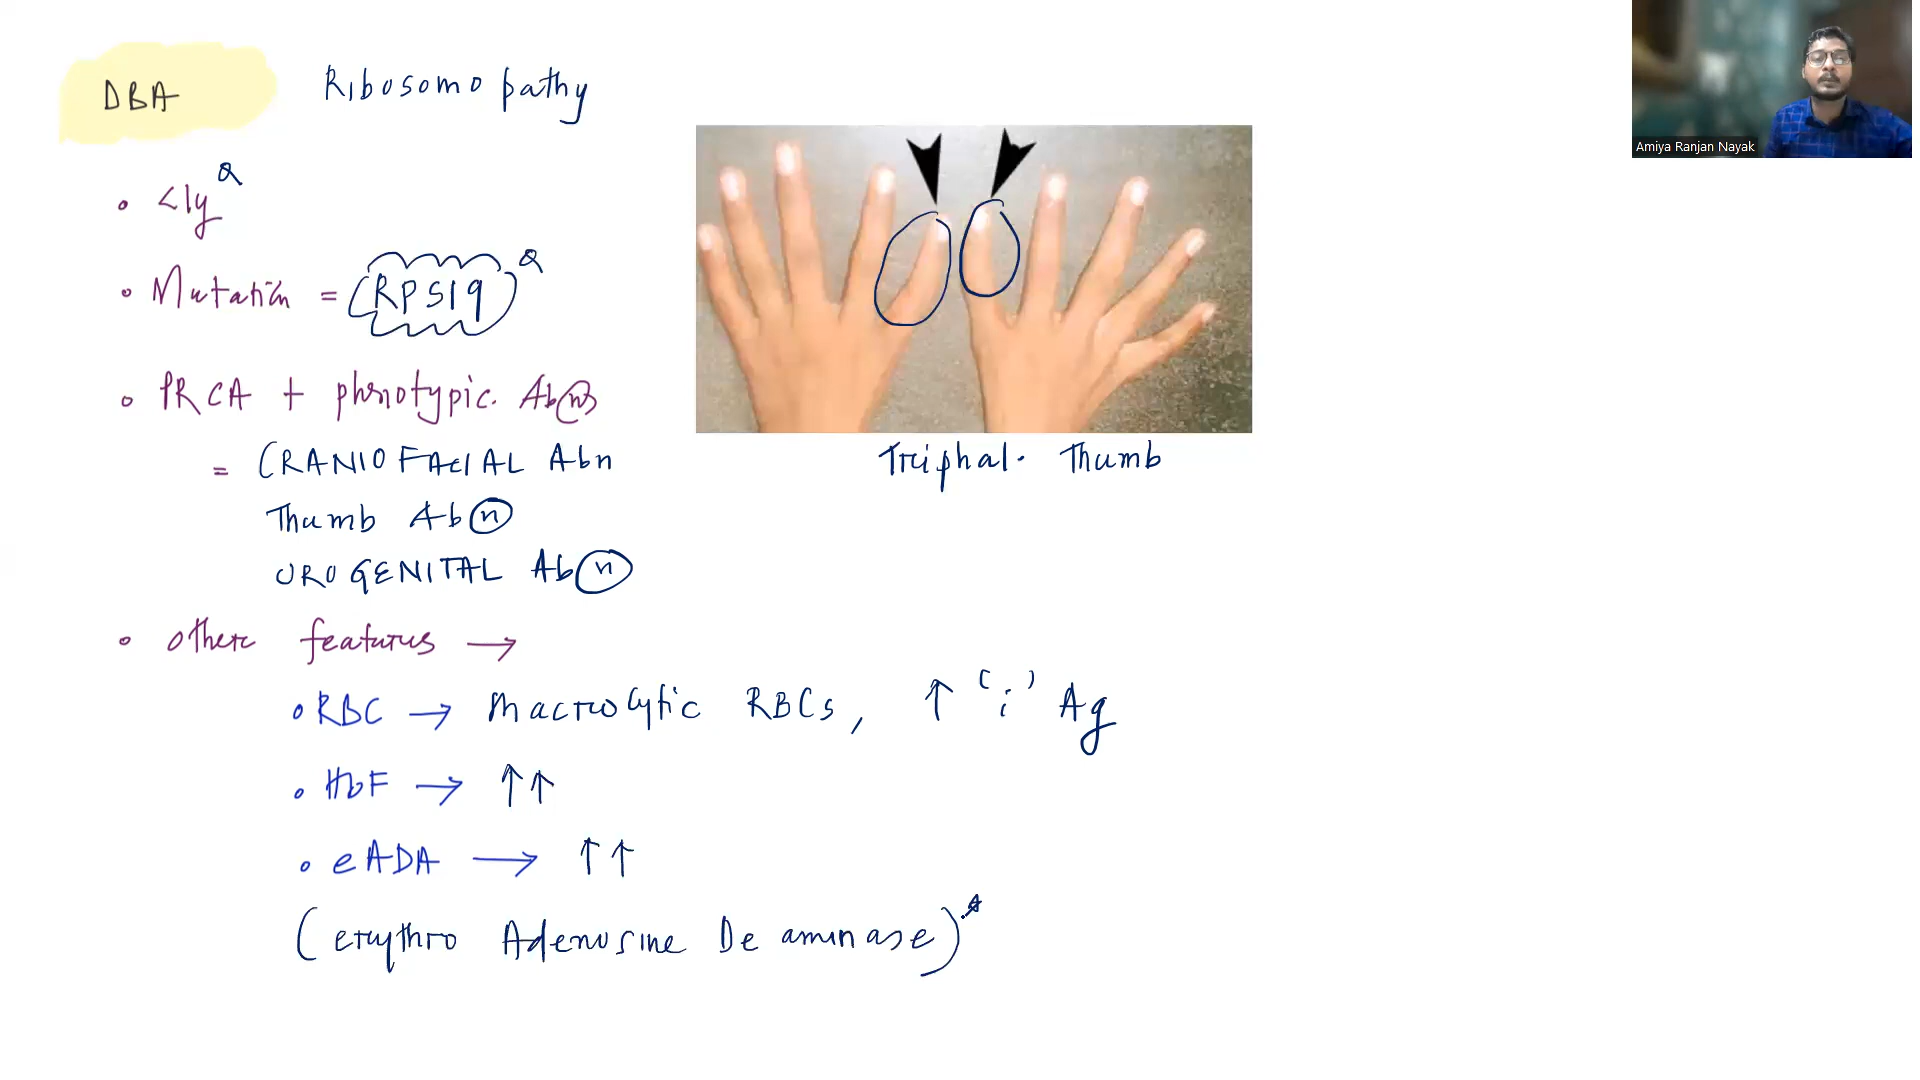 DBA Ribosomopathy
Amiya Ranjan Nayak
• <1y
• Mutation = RPS19
• PRCA + phenotypic Abns
= CRANIOFACIAL Abn
Thumb Abn
UROGENITAL Abn
Triphal. Thumb
• other features →
• RBC → Macrocytic RBCs, ↑ 'i' Ag
• HbF → ↑↑
• eADA → ↑↑
(erythro Adenosine De aminase)*